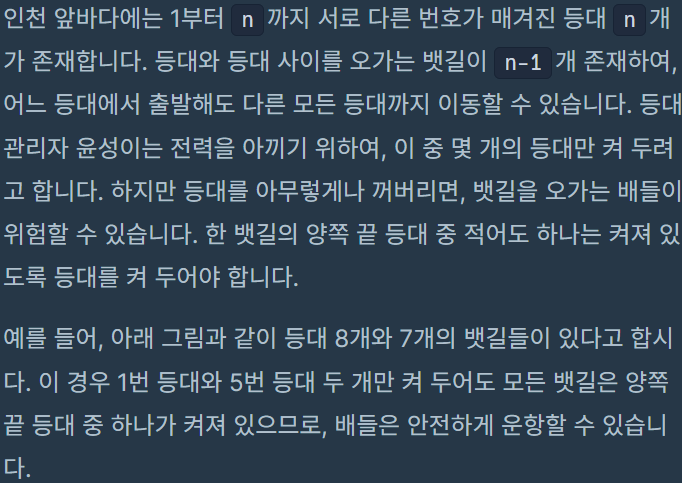 인천 앞바다에는 1부터 n 까지 서로 다른 번호가 매겨진 등대 n 개
가 존재합니다. 등대와 등대 사이를 오가는 뱃길이 n-1 개 존재하여,
어느 등대에서 출발해도 다른 모든 등대까지 이동할 수 있습니다. 등대
관리자 윤성이는 전력을 아끼기 위하여, 이 중 몇 개의 등대만 켜 두려
고 합니다. 하지만 등대를 아무렇게나 꺼버리면, 뱃길을 오가는 배들이
위험할 수 있습니다. 한 뱃길의 양쪽 끝 등대 중 적어도 하나는 켜져 있
도록 등대를 켜 두어야 합니다.
예를 들어, 아래 그림과 같이 등대 8개와 7개의 뱃길들이 있다고 합시
다. 이 경우 1번 등대와 5번 등대 두 개만 켜 두어도 모든 뱃길은 양쪽
끝 등대 중 하나가 켜져 있으므로, 배들은 안전하게 운항할 수 있습니
다.